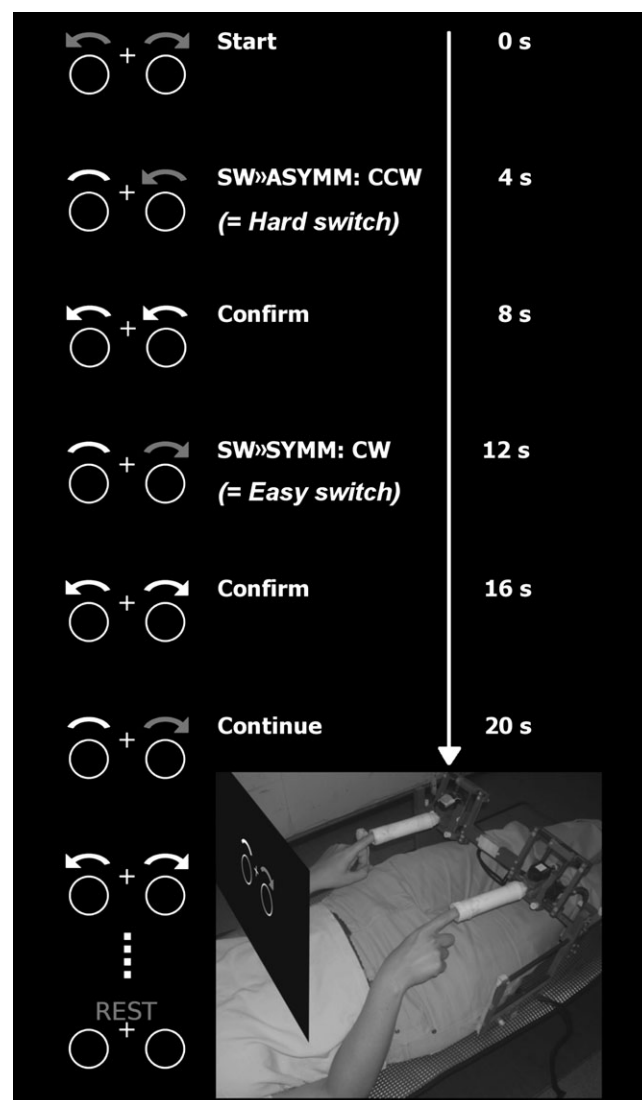 Start 0 s
SW»ASYMM: CCW 4 s
(= Hard switch)
Confirm 8 s
SW»SYMM: CW 12 s
(= Easy switch)
Confirm 16 s
Continue 20 s
REST